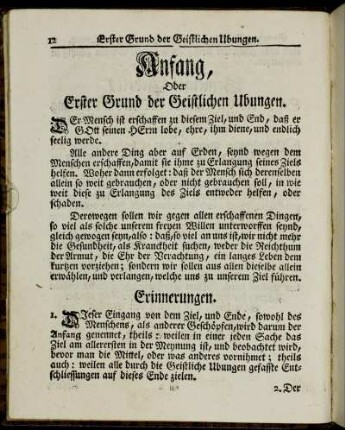 12 Erster Grund der Geistlichen Ubungen.
Anfang,
Oder
Erster Grund der Geistlichen Ubungen.
DEr Mensch ist erschaffen zu diesem Ziel, und End, daß er
GOtt seinen HErrn lobe, ehre, ihm diene, und endlich
seelig werde.
Alle andere Ding aber auf Erden, seynd wegen dem
Menschen erschaffen, damit sie ihme zu Erlangung seines Ziels
helfen. Woher dann erfolget: daß der Mensch sich derenselben
allein so weit gebrauchen, oder nicht gebrauchen soll, in wie
weit diese zu Erlangung des Ziels entweder helfen, oder
schaden.
Derowegen sollen wir gegen allen erschaffenen Dingen,
so viel als solche unserem freyen Willen unterworffen seynd,
gleich gewogen seyn, also: daß, so viel an uns ist, wir nicht mehr
die Gesundheit, als Kranckheit suchen, weder die Reichthum
der Armut, die Ehr der Verachtung, ein langes Leben dem
kurtzen vorziehen; sondern wir sollen aus allen dieselbe allein
erwählen, und verlangen, welche uns zu unserem Ziel führen.
Erinnerungen.
1. DJeser Eingang von dem Ziel, und Ende, sowohl des
Menschens, als anderer Geschöpfen, wird darum der
Anfang genennet, theils: weilen in einer jeden Sache das
Ziel am allerersten in der Meynung ist, und beobachtet wird,
bevor man die Mittel, oder was anderes vornihmet; theils
auch: weilen alle durch die Geistliche Ubungen gefaßte Ent-
schliessungen auf dieses Ende zielen.
2. Der